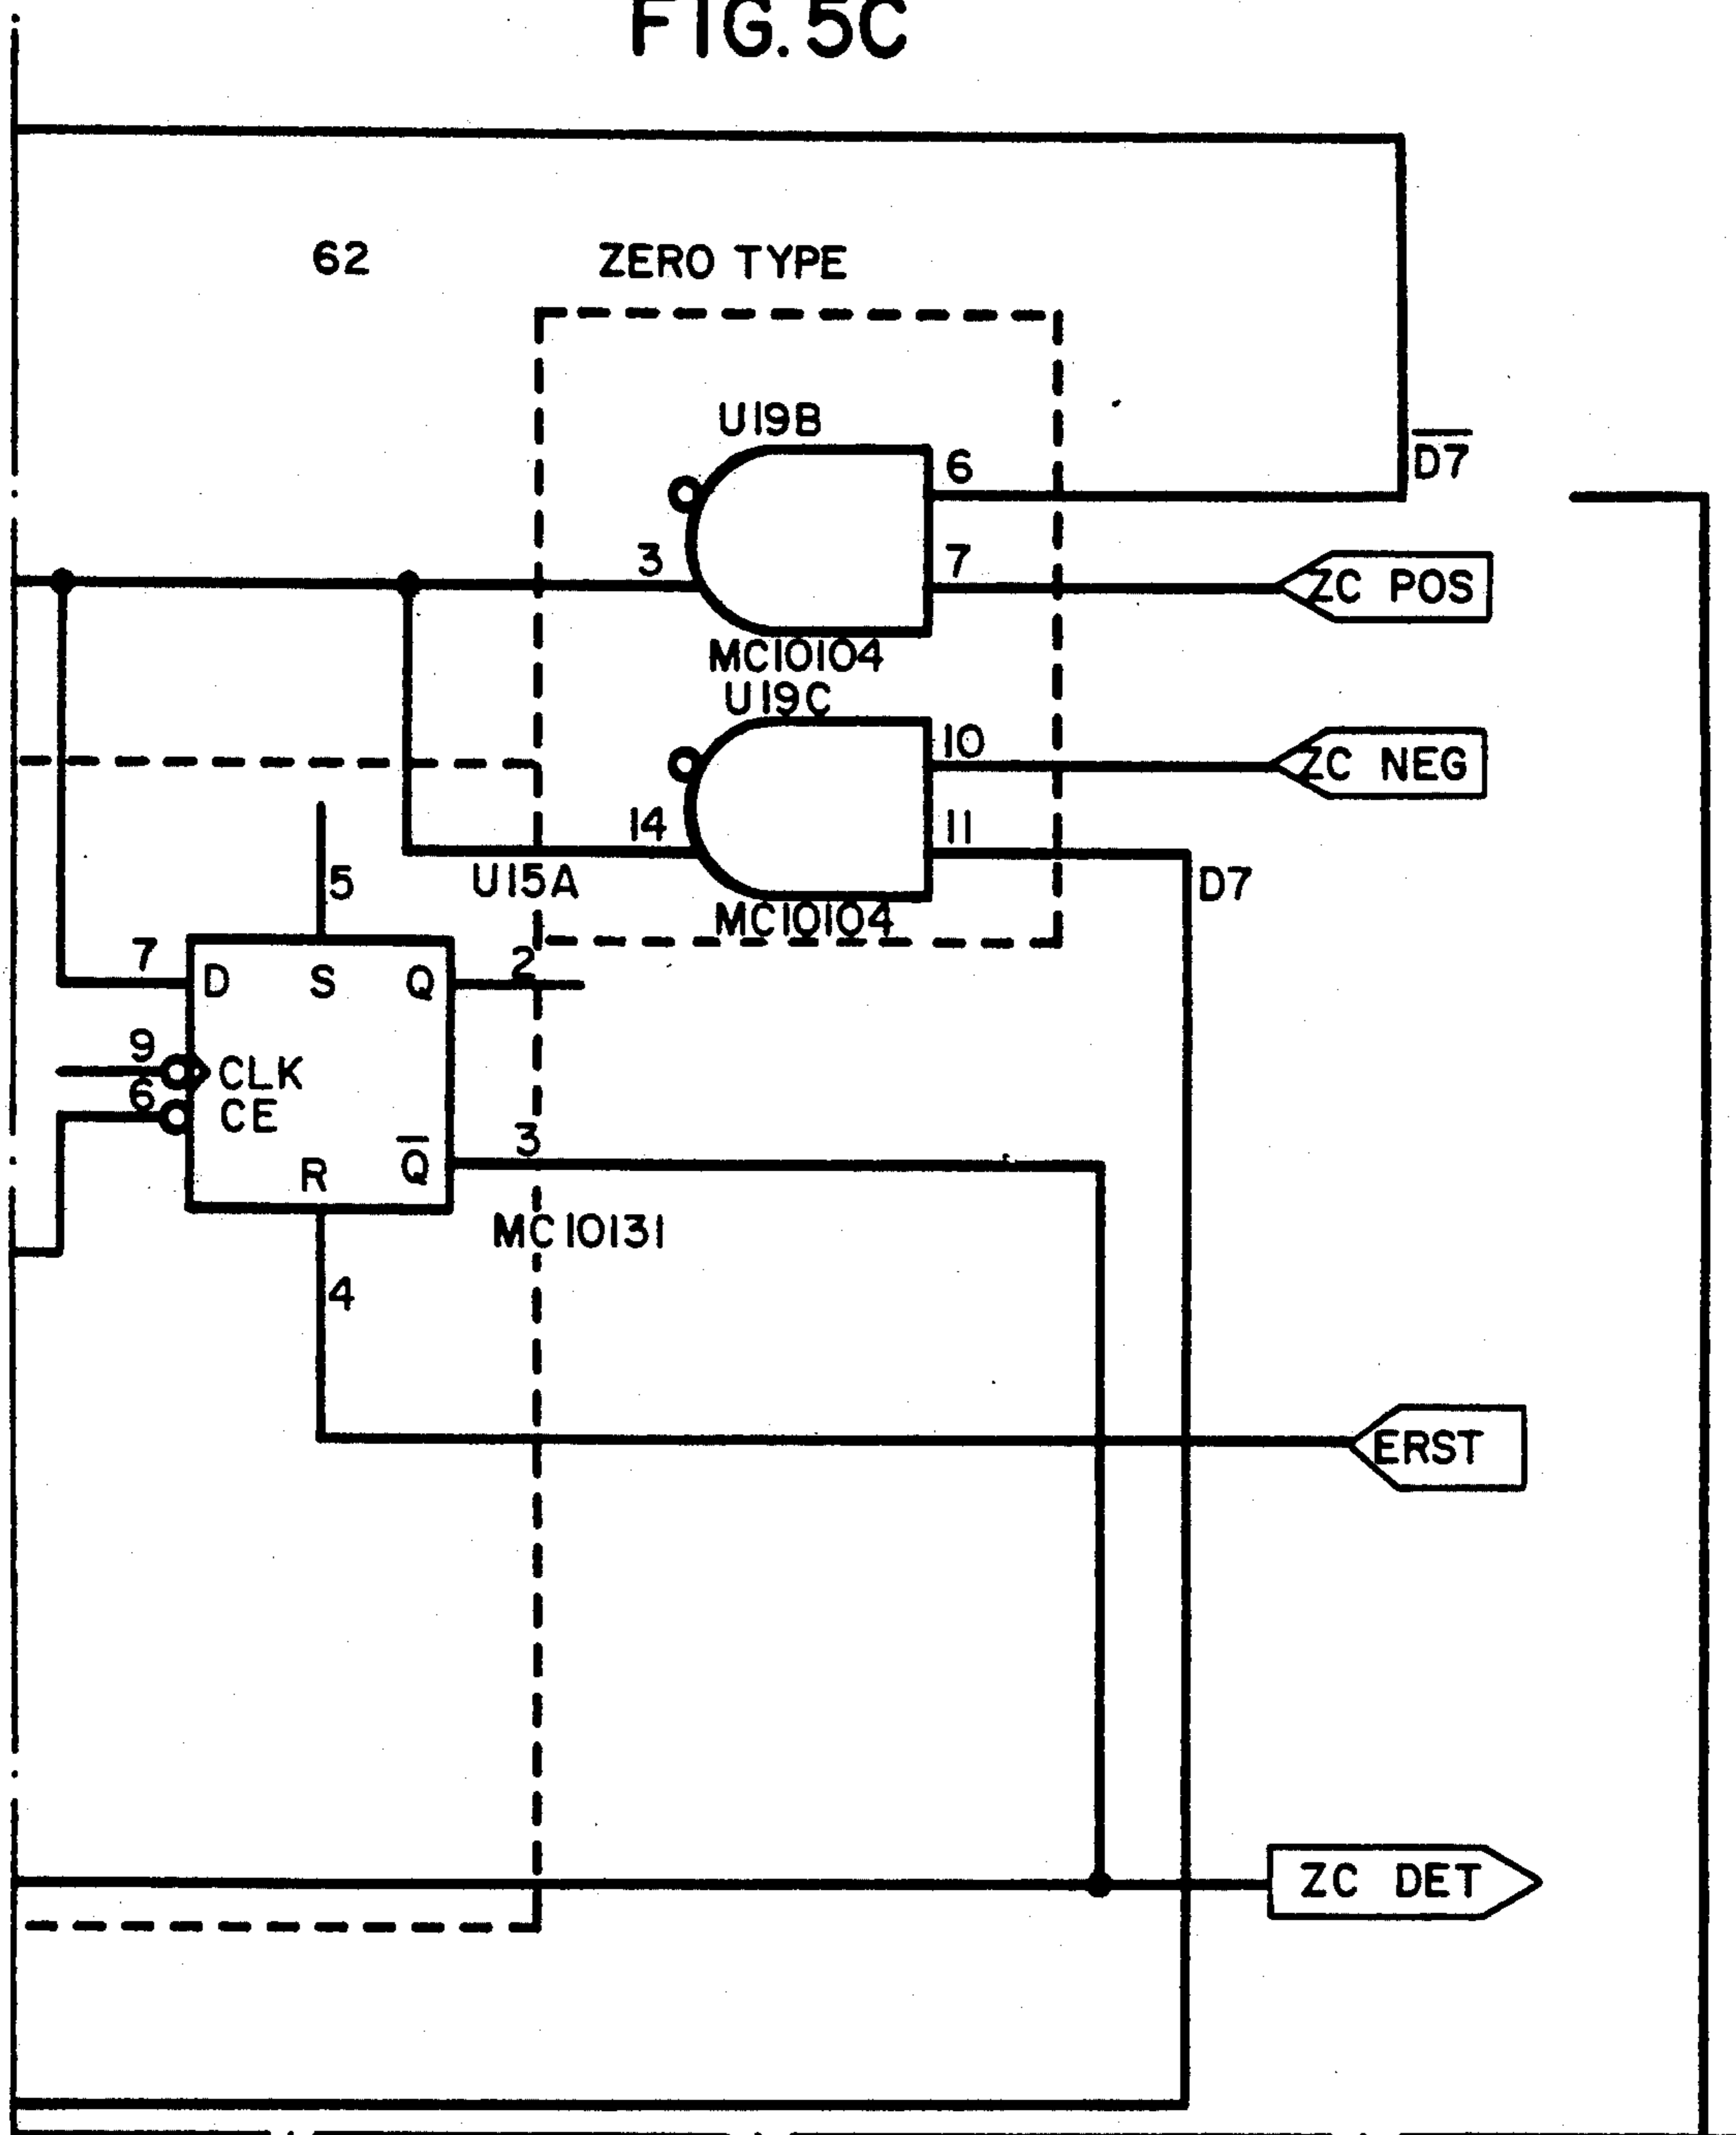 FIG. 5C
62
ZERO TYPE
U19B
6
D7
3
7
ZC POS
MC10104
U19C
10
ZC NEG
14
11
U15A
D7
5
MC10104
7
2
D S Q
9
CLK
6
CE
3
R Q
MC10131
4
ERST
ZC DET